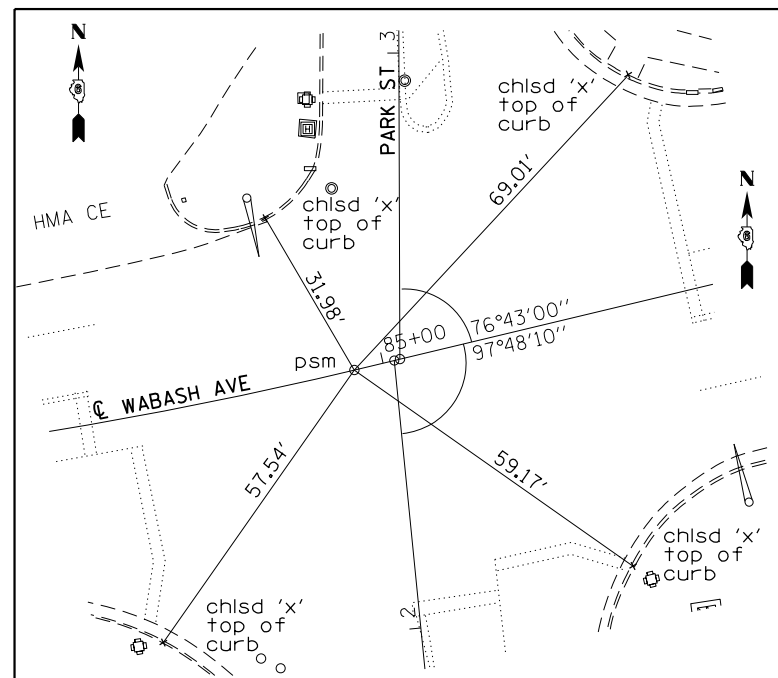 N
3
PARK ST
chlsd 'x'
top of
curb
69.01'
N
HMA CE
chlsd 'x'
top of
curb
31.98'
85+00
76°43'00''
97°48'10''
psm
℄ WABASH AVE
57.54'
59.17'
chlsd 'x'
top of
curb
chlsd 'x'
top of
curb
2